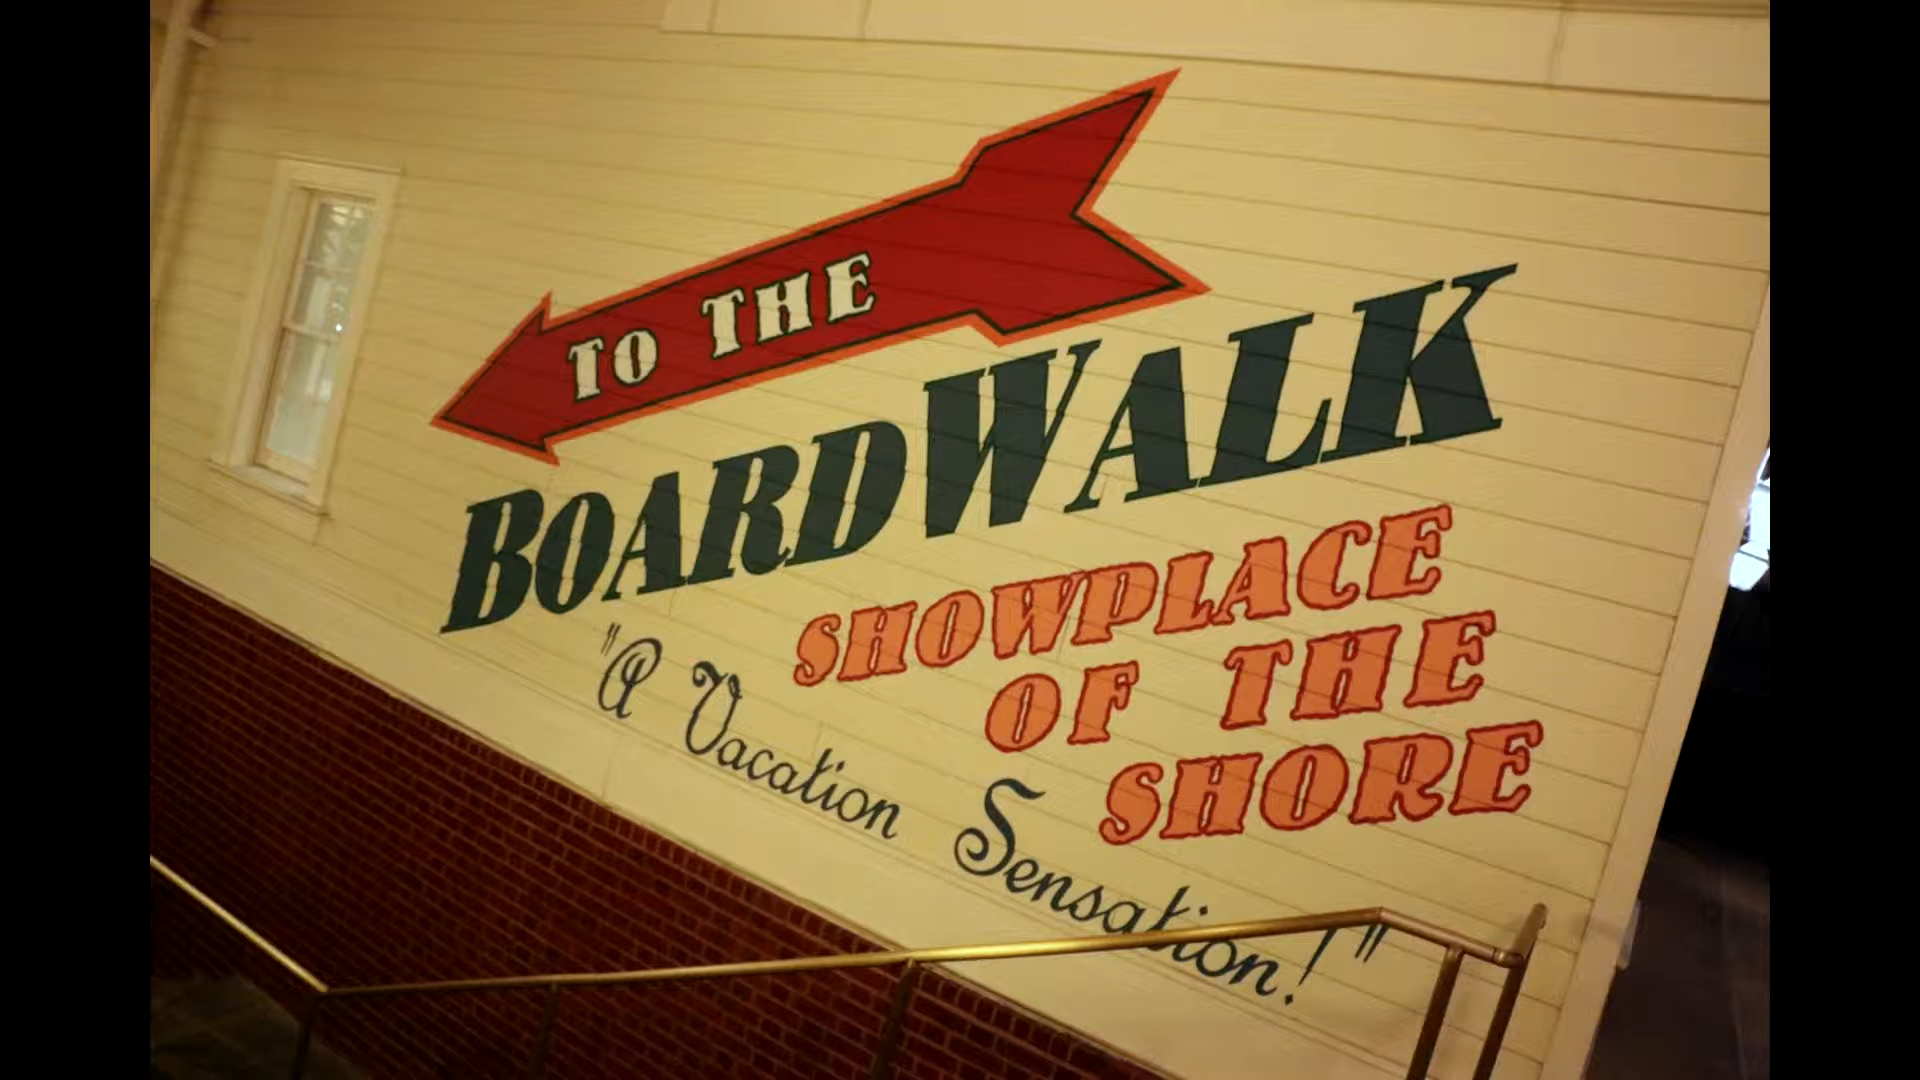 TO THE
BOARDWALK
SHOWPLACE
OF THE
SHORE
"A Vacation Sensation!"